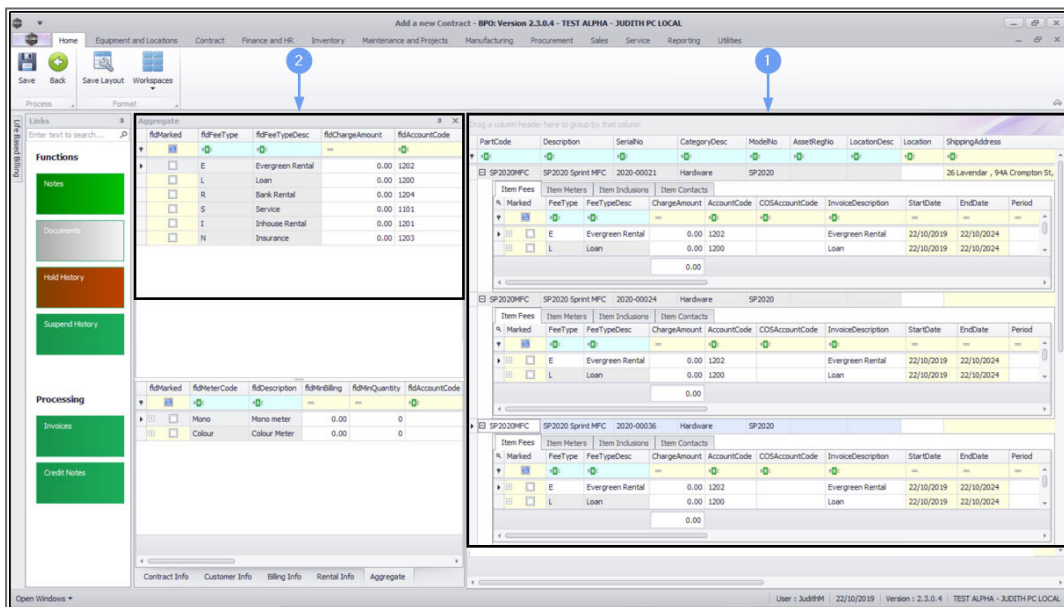 Add a new Contract - BPO: Version 2.3.0.4 - TEST ALPHA - JUDITH PC LOCAL
Home Equipment and Locations Contract Finance and HR Inventory Maintenance and Projects Manufacturing Procurement Sales Service Reporting Utilities
Save Back Save Layout Workspaces
Process Format
2
1
Life Based Billing
Links
Enter text to search...
Functions
Notes
Documents
Hold History
Suspend History
Processing
Invoices
Credit Notes
Aggregate
fldMarked fldFeeType fldFeeTypeDesc fldChargeAmount fldAccountCode
E Evergreen Rental 0.00 1202
L Loan 0.00 1200
R Bank Rental 0.00 1204
S Service 0.00 1101
I Inhouse Rental 0.00 1201
N Insurance 0.00 1203
fldMarked fldMeterCode fldDescription fldMinBilling fldMinQuantity fldAccountCode
Mono Mono meter 0.00 0
Colour Colour Meter 0.00 0
Contract Info Customer Info Billing Info Rental Info Aggregate
Drag a column header here to group by that column
PartCode Description SerialNo CategoryDesc ModelNo AssetRegNo LocationDesc Location ShippingAddress
SP2020MFC SP2020 Sprint MFC 2020-00021 Hardware SP2020 26 Lavendar , 94A Crompton St,
Item Fees Item Meters Item Inclusions Item Contacts
Marked FeeType FeeTypeDesc ChargeAmount AccountCode COSAccountCode InvoiceDescription StartDate EndDate Period
E Evergreen Rental 0.00 1202 Evergreen Rental 22/10/2019 22/10/2024
L Loan 0.00 1200 Loan 22/10/2019 22/10/2024
0.00
SP2020MFC SP2020 Sprint MFC 2020-00024 Hardware SP2020
Item Fees Item Meters Item Inclusions Item Contacts
Marked FeeType FeeTypeDesc ChargeAmount AccountCode COSAccountCode InvoiceDescription StartDate EndDate Period
E Evergreen Rental 0.00 1202 Evergreen Rental 22/10/2019 22/10/2024
L Loan 0.00 1200 Loan 22/10/2019 22/10/2024
0.00
SP2020MFC SP2020 Sprint MFC 2020-00036 Hardware SP2020
Item Fees Item Meters Item Inclusions Item Contacts
Marked FeeType FeeTypeDesc ChargeAmount AccountCode COSAccountCode InvoiceDescription StartDate EndDate Period
E Evergreen Rental 0.00 1202 Evergreen Rental 22/10/2019 22/10/2024
L Loan 0.00 1200 Loan 22/10/2019 22/10/2024
0.00
Open Windows User : JudithM 22/10/2019 Version : 2.3.0.4 TEST ALPHA - JUDITH PC LOCAL